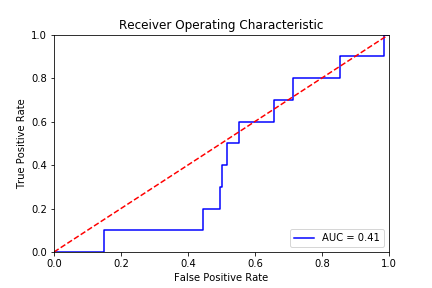 Receiver Operating Characteristic
True Positive Rate
1.0
0.8
0.6
0.4
0.2
0.0
AUC = 0.41
0.0 0.2 0.4 0.6 0.8 1.0
False Positive Rate